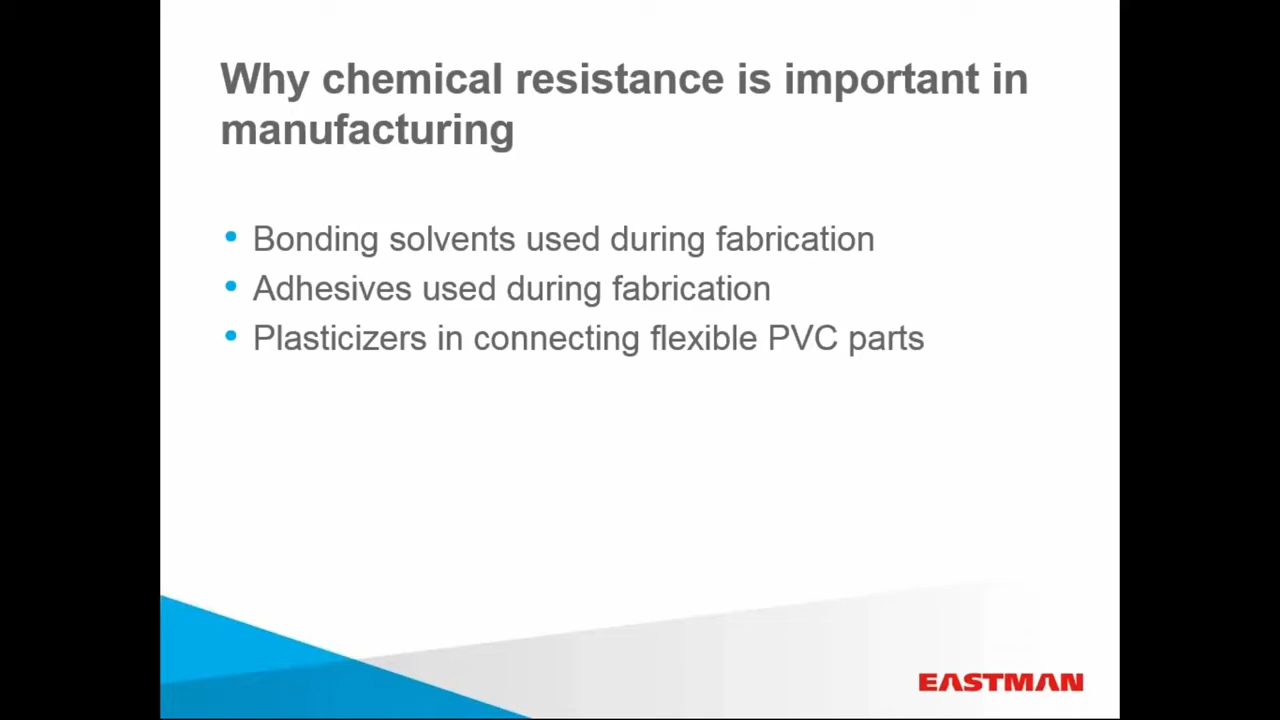 Why chemical resistance is important in
manufacturing
• Bonding solvents used during fabrication
• Adhesives used during fabrication
• Plasticizers in connecting flexible PVC parts
EASTMAN